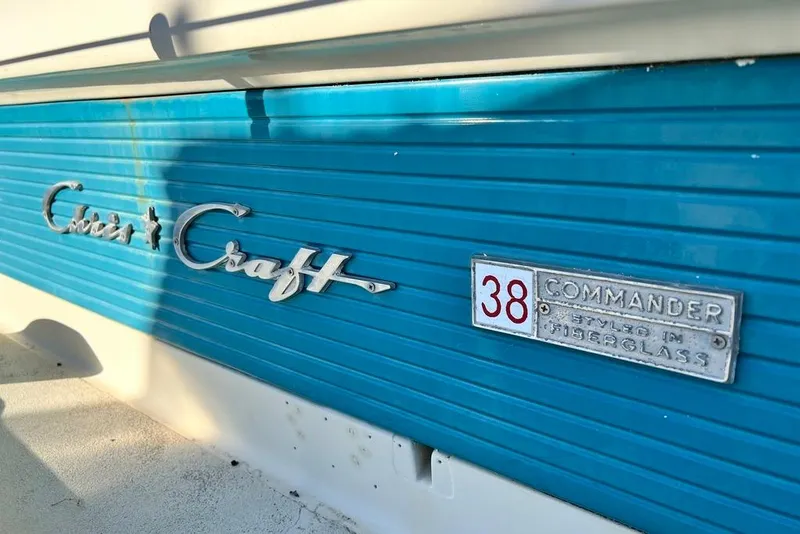 Chris Craft
38 COMMANDER
STYLED IN
FIBERGLASS